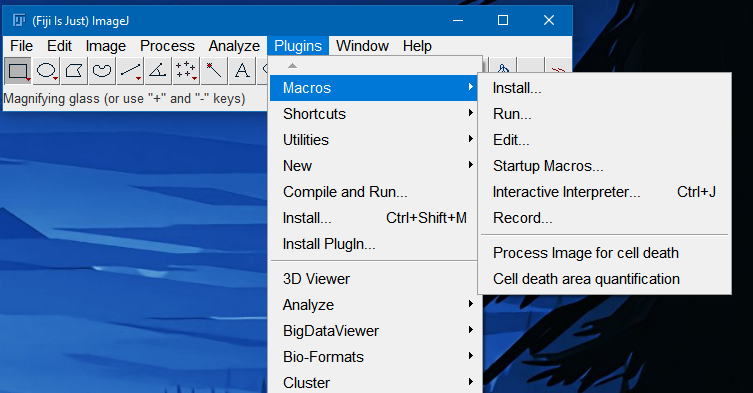 (Fiji Is Just) ImageJ
File Edit Image Process Analyze Plugins Window Help
A
Magnifying glass (or use "+" and "-" keys)
Macros
Shortcuts
Utilities
New
Compile and Run...
Install... Ctrl+Shift+M
Install PlugIn...
3D Viewer
Analyze
BigDataViewer
Bio-Formats
Cluster
Install...
Run...
Edit...
Startup Macros...
Interactive Interpreter... Ctrl+J
Record...
Process Image for cell death
Cell death area quantification